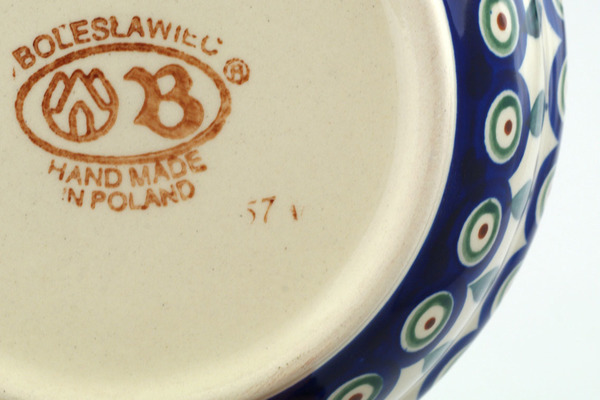 BOLESŁAWIEC
B ®
HAND MADE
IN POLAND
57